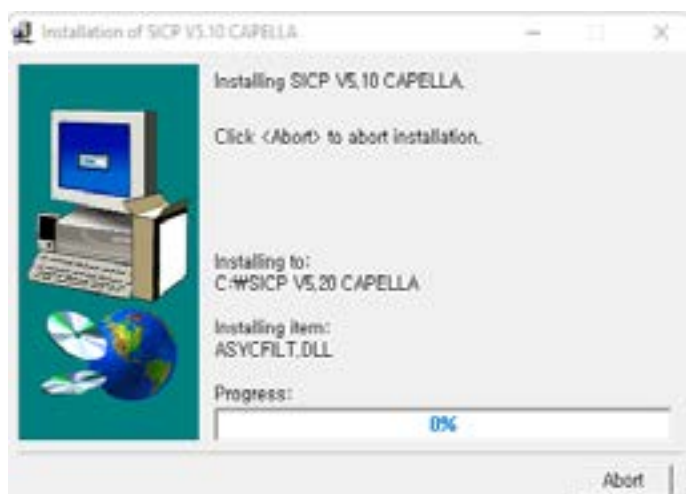 Installation of SICP V5.10 CAPELLA
Installing SICP V5.10 CAPELLA.
Click <Abort> to abort installation.
Installing to:
C:₩SICP V5.20 CAPELLA
Installing item:
ASYCFILT.DLL
Progress:
0%
Abort